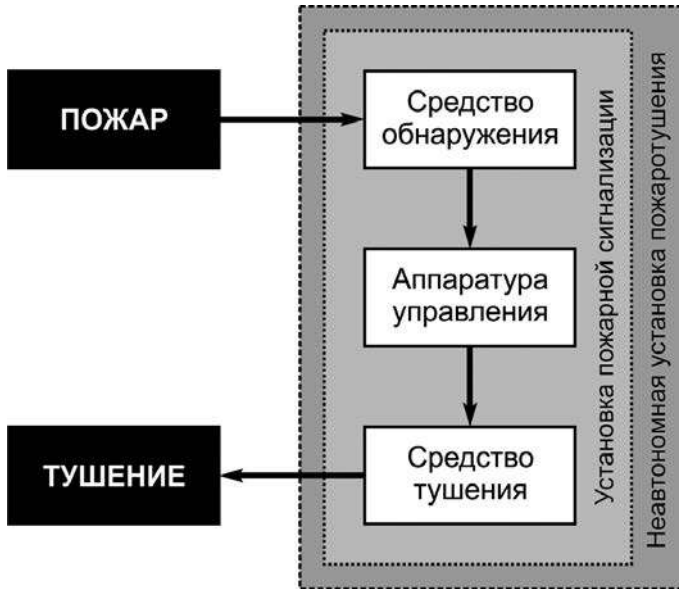 ПОЖАР
Средство
обнаружения
Аппаратура
управления
ТУШЕНИЕ
Средство
тушения
Установка пожарной сигнализации
Неавтономная установка пожаротушения